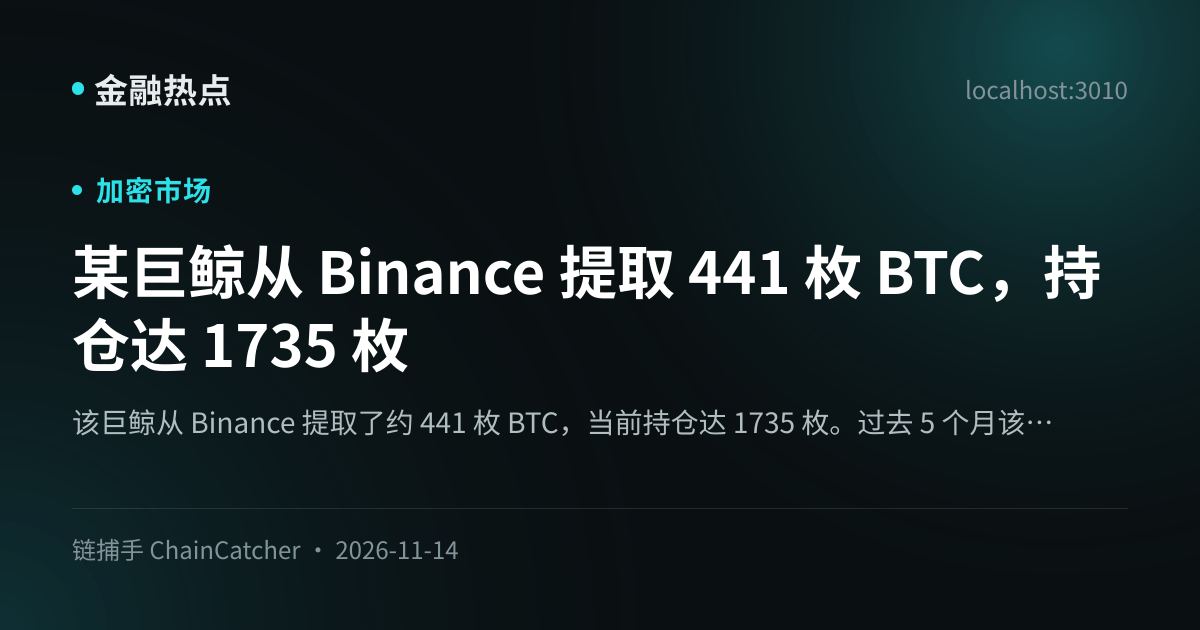 金融热点
localhost:3010
加密市场
某巨鲸从 Binance 提取 441 枚 BTC，持
仓达 1735 枚
该巨鲸从 Binance 提取了约 441 枚 BTC，当前持仓达 1735 枚。过去 5 个月该…
链捕手 ChainCatcher · 2026-11-14